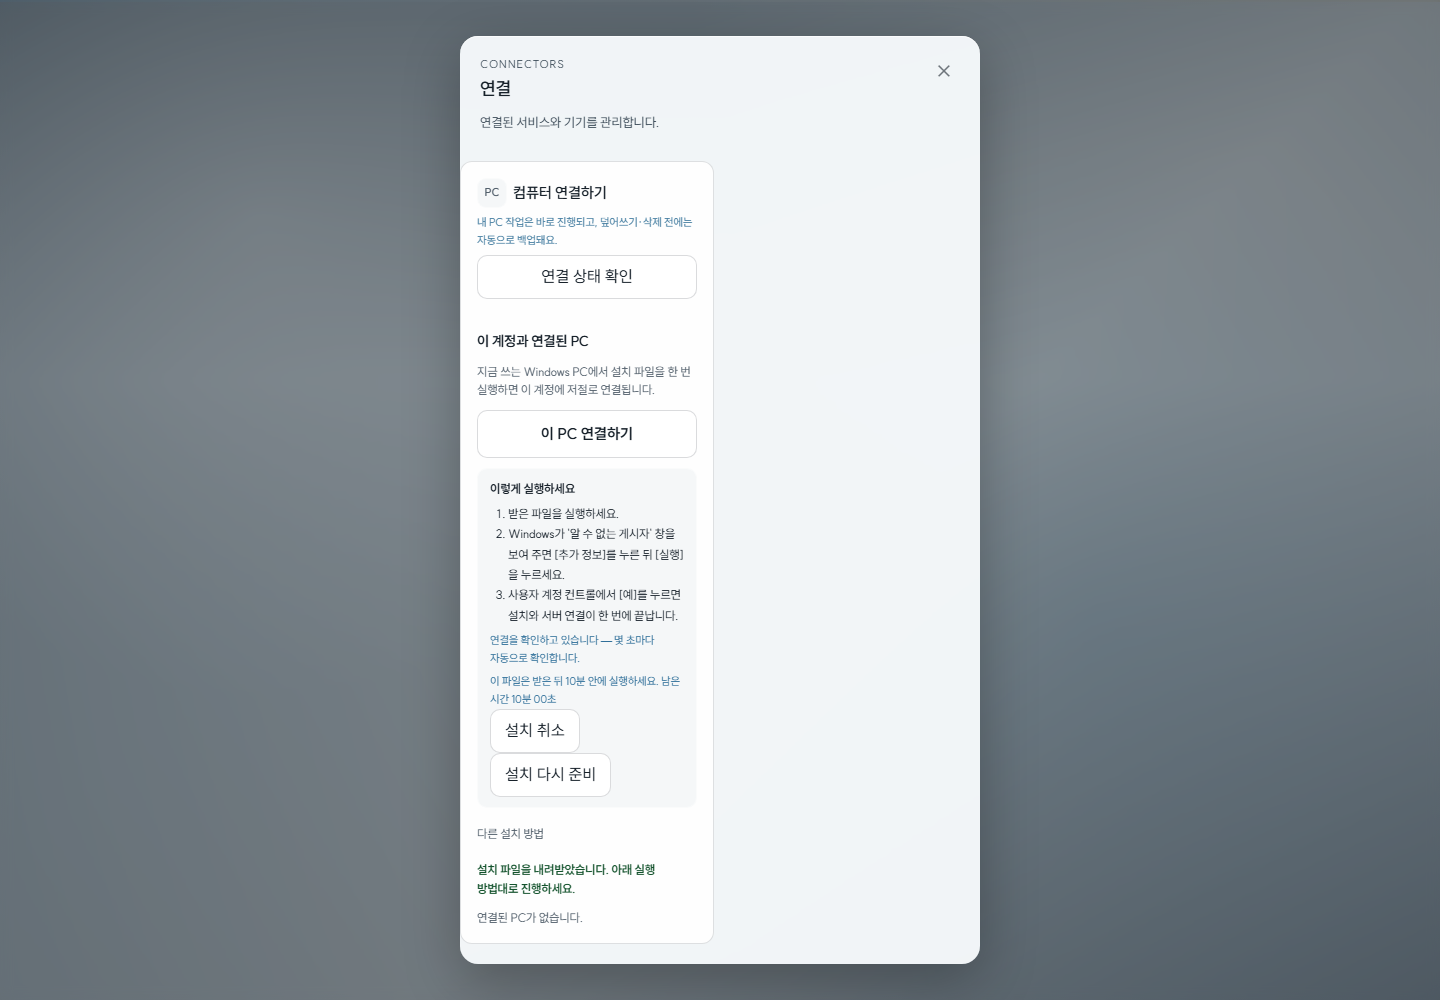 CONNECTORS
연결
연결된 서비스와 기기를 관리합니다.
PC 컴퓨터 연결하기
내 PC 작업은 바로 진행되고, 덮어쓰기·삭제 전에는
자동으로 백업돼요.
연결 상태 확인
이 계정과 연결된 PC
지금 쓰는 Windows PC에서 설치 파일을 한 번
실행하면 이 계정에 저절로 연결됩니다.
이 PC 연결하기
이렇게 실행하세요
1. 받은 파일을 실행하세요.
2. Windows가 '알 수 없는 게시자' 창을
보여 주면 [추가 정보]를 누른 뒤 [실행]
을 누르세요.
3. 사용자 계정 컨트롤에서 [예]를 누르면
설치와 서버 연결이 한 번에 끝납니다.
연결을 확인하고 있습니다 — 몇 초마다
자동으로 확인합니다.
이 파일은 받은 뒤 10분 안에 실행하세요. 남은
시간 10분 00초
설치 취소
설치 다시 준비
다른 설치 방법
설치 파일을 내려받았습니다. 아래 실행
방법대로 진행하세요.
연결된 PC가 없습니다.